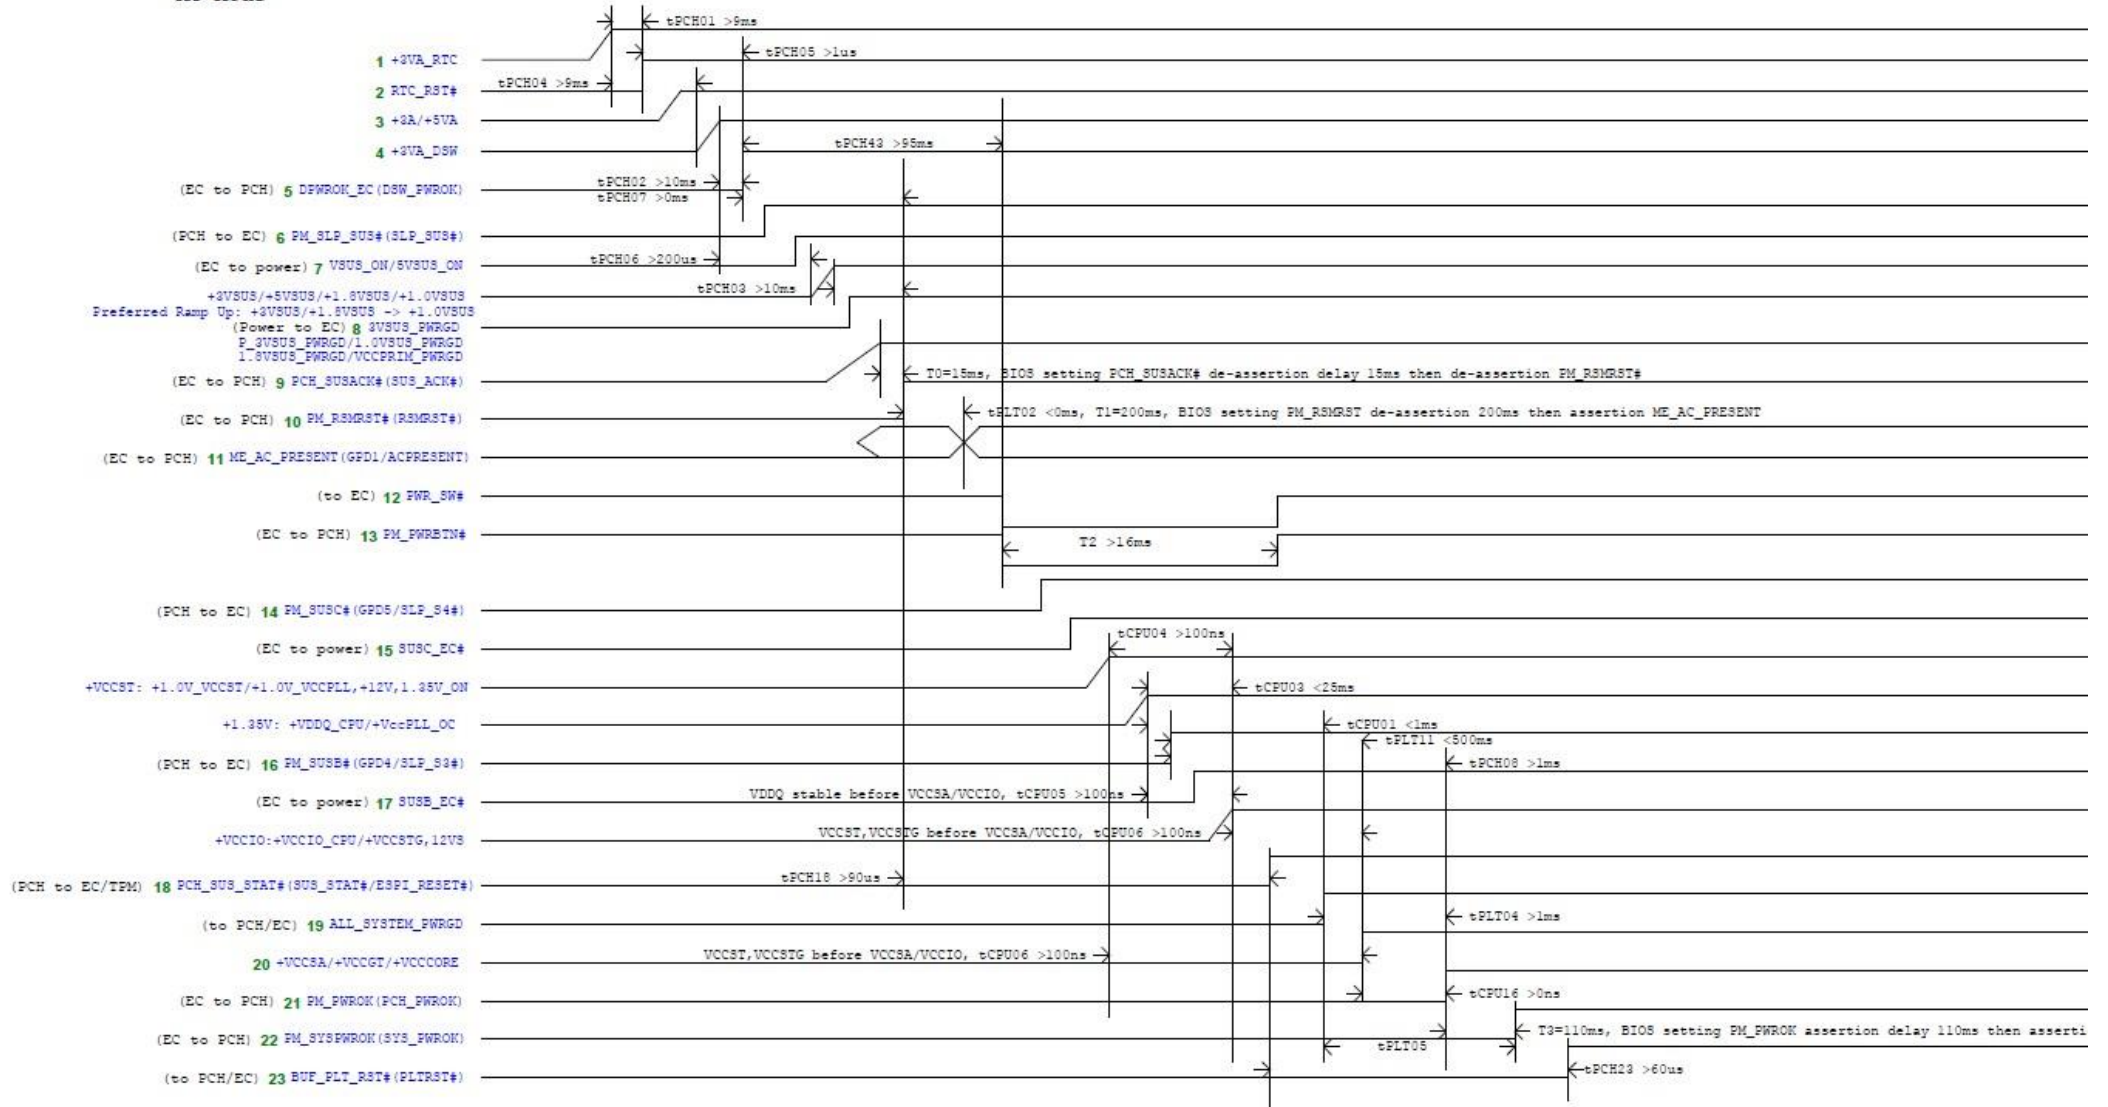 tPCH01 >9ms
1 +3VA_RTC
tPCH05 >1us
2 RTC_RST#
tPCH04 >9ms
3 +3A/+5VA
4 +3VA_DSW
tPCH43 >95ms
(EC to PCH) 5 DPWROK_EC(DSW_PWROK)
tPCH02 >10ms
tPCH07 >0ms
(PCH to EC) 6 PM_SLP_SUS#(SLP_SUS#)
(EC to power) 7 VSUS_ON/5VSUS_ON
tPCH06 >200us
+3VSUS/+5VSUS/+1.8VSUS/+1.0VSUS
tPCH03 >10ms
Preferred Ramp Up: +3VSUS/+1.8VSUS -> +1.0VSUS
(Power to EC) 8 3VSUS_PWRGD
P_3VSUS_PWRGD/1.0VSUS_PWRGD
1.8VSUS_PWRGD/VCCPRIM_PWRGD
(EC to PCH) 9 PCH_SUSACK#(SUS_ACK#)
T0=15ms, BIOS setting PCH_SUSACK# de-assertion delay 15ms then de-assertion PM_RSMRST#
(EC to PCH) 10 PM_RSMRST#(RSMRST#)
tPLT02 <0ms, T1=200ms, BIOS setting PM_RSMRST de-assertion 200ms then assertion ME_AC_PRESENT
(EC to PCH) 11 ME_AC_PRESENT(GPD1/ACPRESENT)
(to EC) 12 PWR_SW#
(EC to PCH) 13 PM_PWRBTN#
T2 >16ms
(PCH to EC) 14 PM_SUSC#(GPD5/SLP_S4#)
(EC to power) 15 SUSC_EC#
tCPU04 >100ns
+VCCST: +1.0V_VCCST/+1.0V_VCCPLL,+12V,1.35V_ON
tCPU03 <25ms
+1.35V: +VDDQ_CPU/+VccPLL_OC
tCPU01 <1ms
tPLT11 <500ms
(PCH to EC) 16 PM_SUSB#(GPD4/SLP_S3#)
tPCH08 >1ms
(EC to power) 17 SUSB_EC#
VDDQ stable before VCCSA/VCCIO, tCPU05 >100ns
+VCCIO:+VCCIO_CPU/+VCCSTG,12VS
VCCST,VCCSTG before VCCSA/VCCIO, tCPU06 >100ns
(PCH to EC/TPM) 18 PCH_SUS_STAT#(SUS_STAT#/ESPI_RESET#)
tPCH18 >90us
(to PCH/EC) 19 ALL_SYSTEM_PWRGD
tPLT04 >1ms
20 +VCCSA/+VCCGT/+VCCCORE
VCCST,VCCSTG before VCCSA/VCCIO, tCPU06 >100ns
(EC to PCH) 21 PM_PWROK(PCH_PWROK)
tCPU16 >0ns
(EC to PCH) 22 PM_SYSPWROK(SYS_PWROK)
T3=110ms, BIOS setting PM_PWROK assertion delay 110ms then asserti
tPLT05
(to PCH/EC) 23 BUF_PLT_RST#(PLTRST#)
tPCH23 >60us